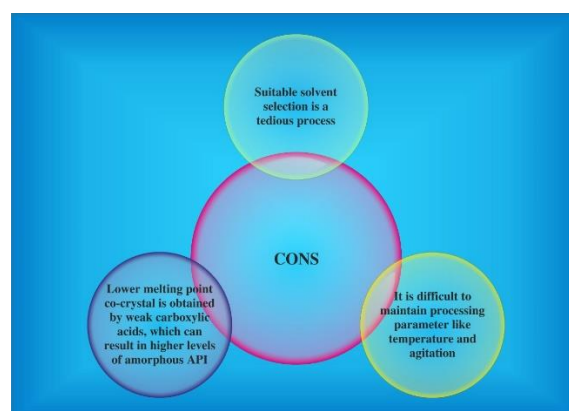 Suitable solvent
selection is a
tedious process
CONS
Lower melting point
co-crystal is obtained
by weak carboxylic
acids, which can
result in higher levels
of amorphous API
It is difficult to
maintain processing
parameter like
temperature and
agitation